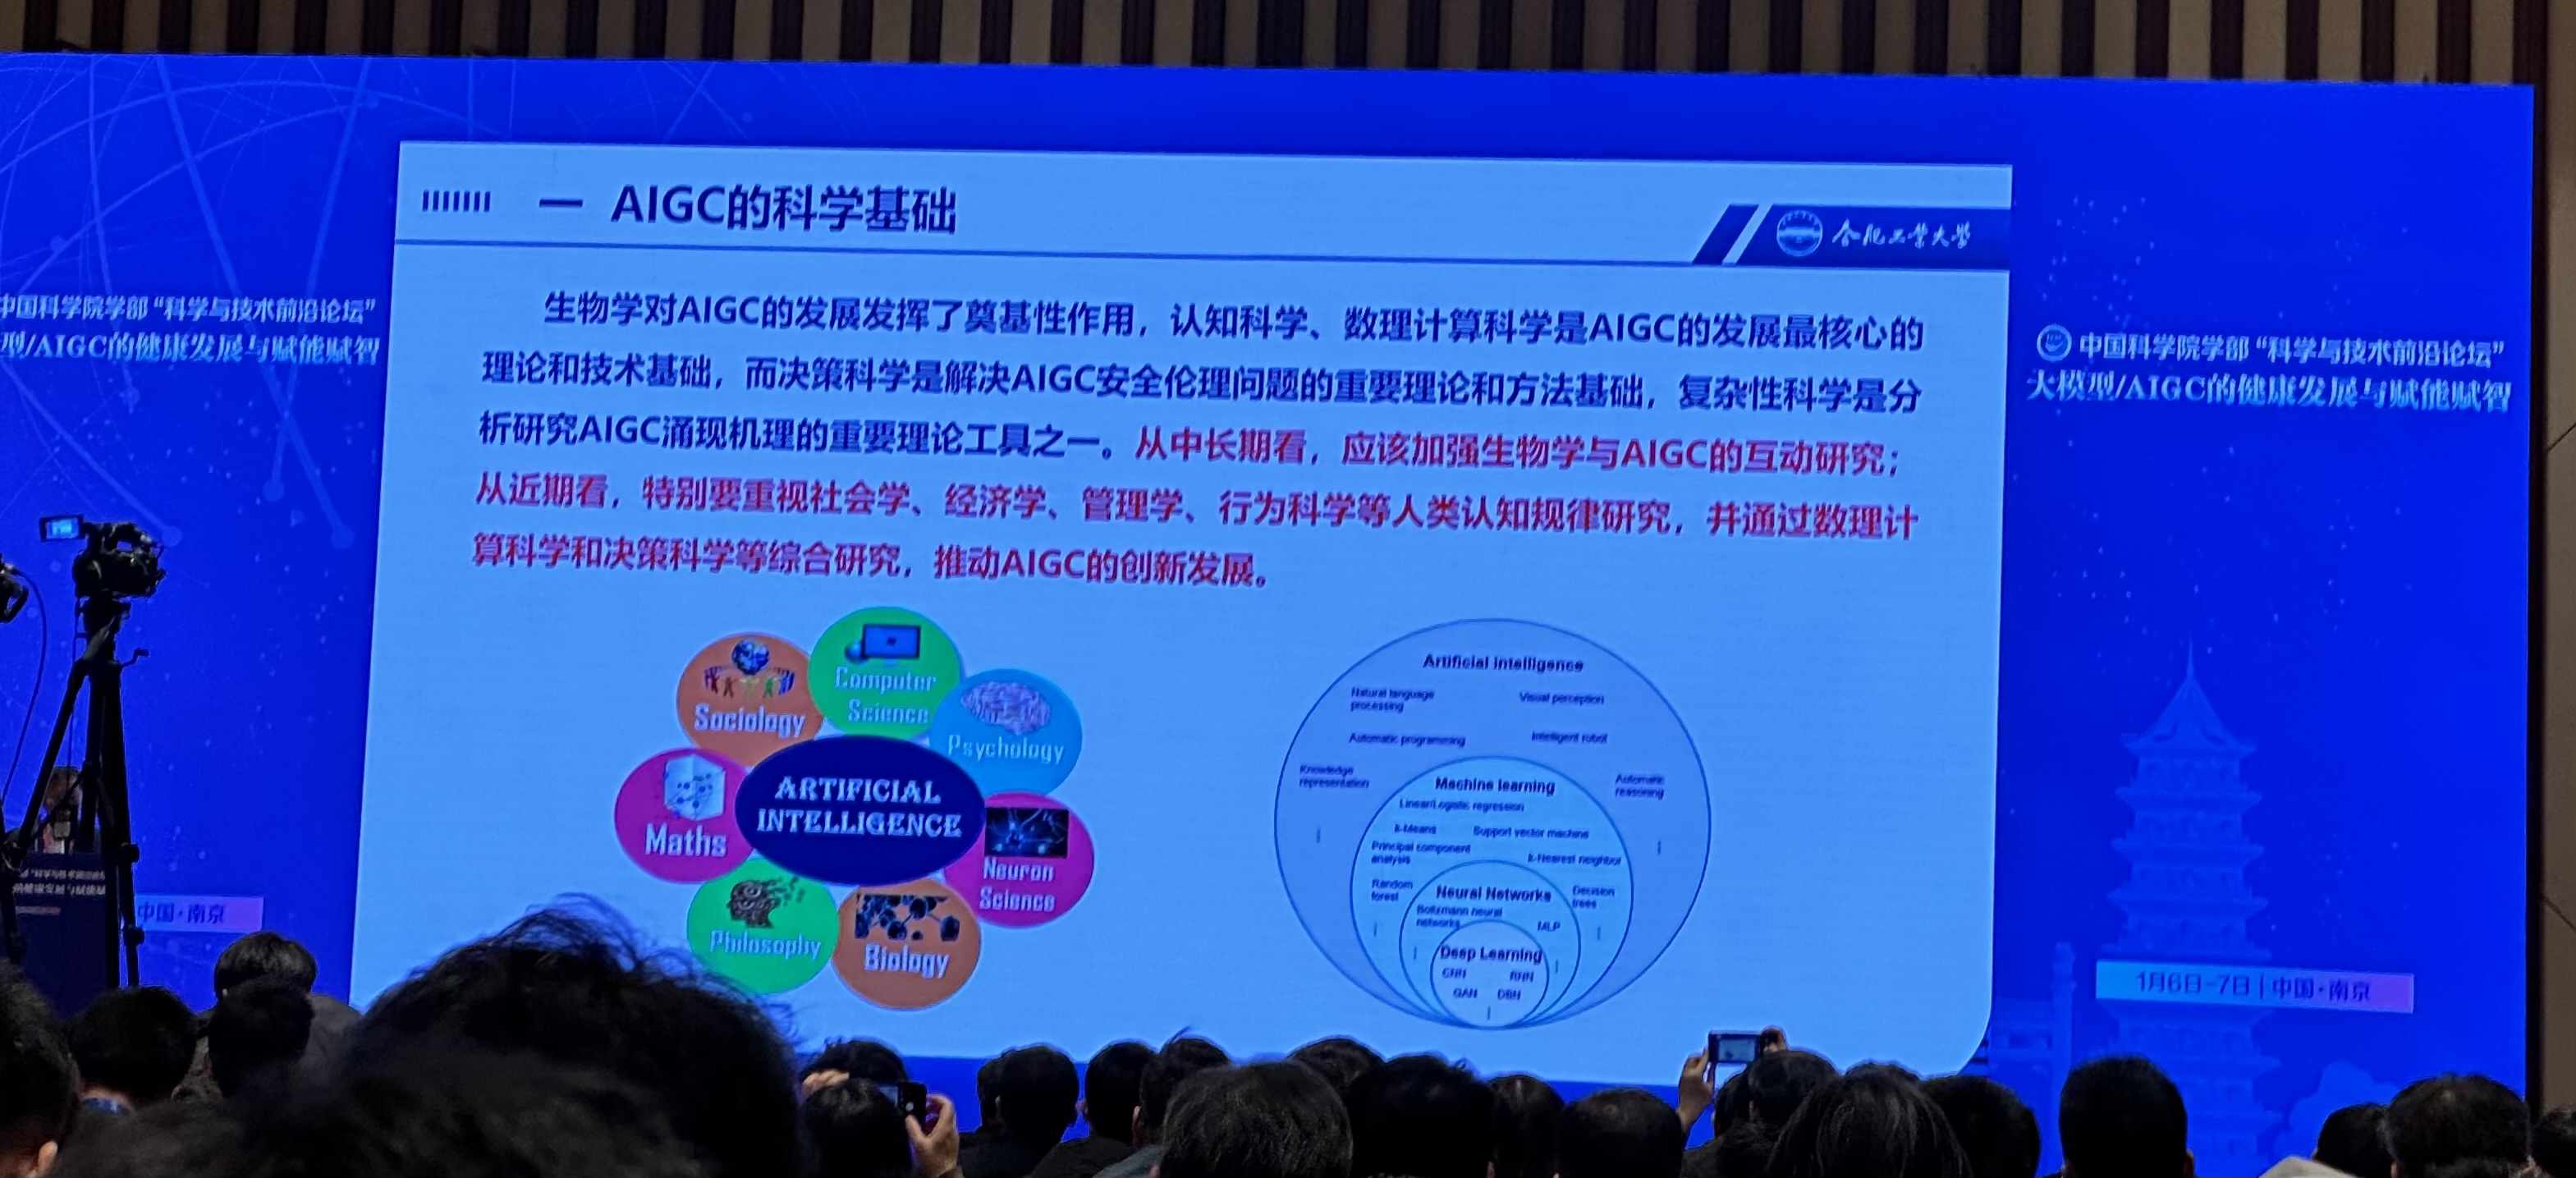 一 AIGC的科学基础
合肥工业大学
生物学对AIGC的发展发挥了奠基性作用，认知科学、数理计算科学是AIGC的发展最核心的
理论和技术基础，而决策科学是解决AIGC安全伦理问题的重要理论和方法基础，复杂性科学是分
析研究AIGC涌现机理的重要理论工具之一。从中长期看，应该加强生物学与AIGC的互动研究；
从近期看，特别要重视社会学、经济学、管理学、行为科学等人类认知规律研究，并通过数理计
算科学和决策科学等综合研究，推动AIGC的创新发展。
中国科学院学部“科学与技术前沿论坛”
型/AIGC的健康发展与赋能赋智
中国·南京
Sociology
Computer
Science
Psychology
Maths
ARTIFICIAL
INTELLIGENCE
Neuron
Science
Philosophy
Biology
Artificial intelligence
Natural language
processing
Visual perception
Automatic programming
Intelligent robot
Knowledge
representation
Automatic
reasoning
Machine learning
Linear/Logistic regression
k-Means
Support vector machine
Principal component
analysis
k-Nearest neighbor
Random
forest
Neural Networks
Decision
trees
Boltzmann neural
networks
MLP
Deep Learning
CNN
RNN
GAN
DBN
中国科学院学部“科学与技术前沿论坛”
大模型/AIGC的健康发展与赋能赋智
1月6日-7日 | 中国·南京